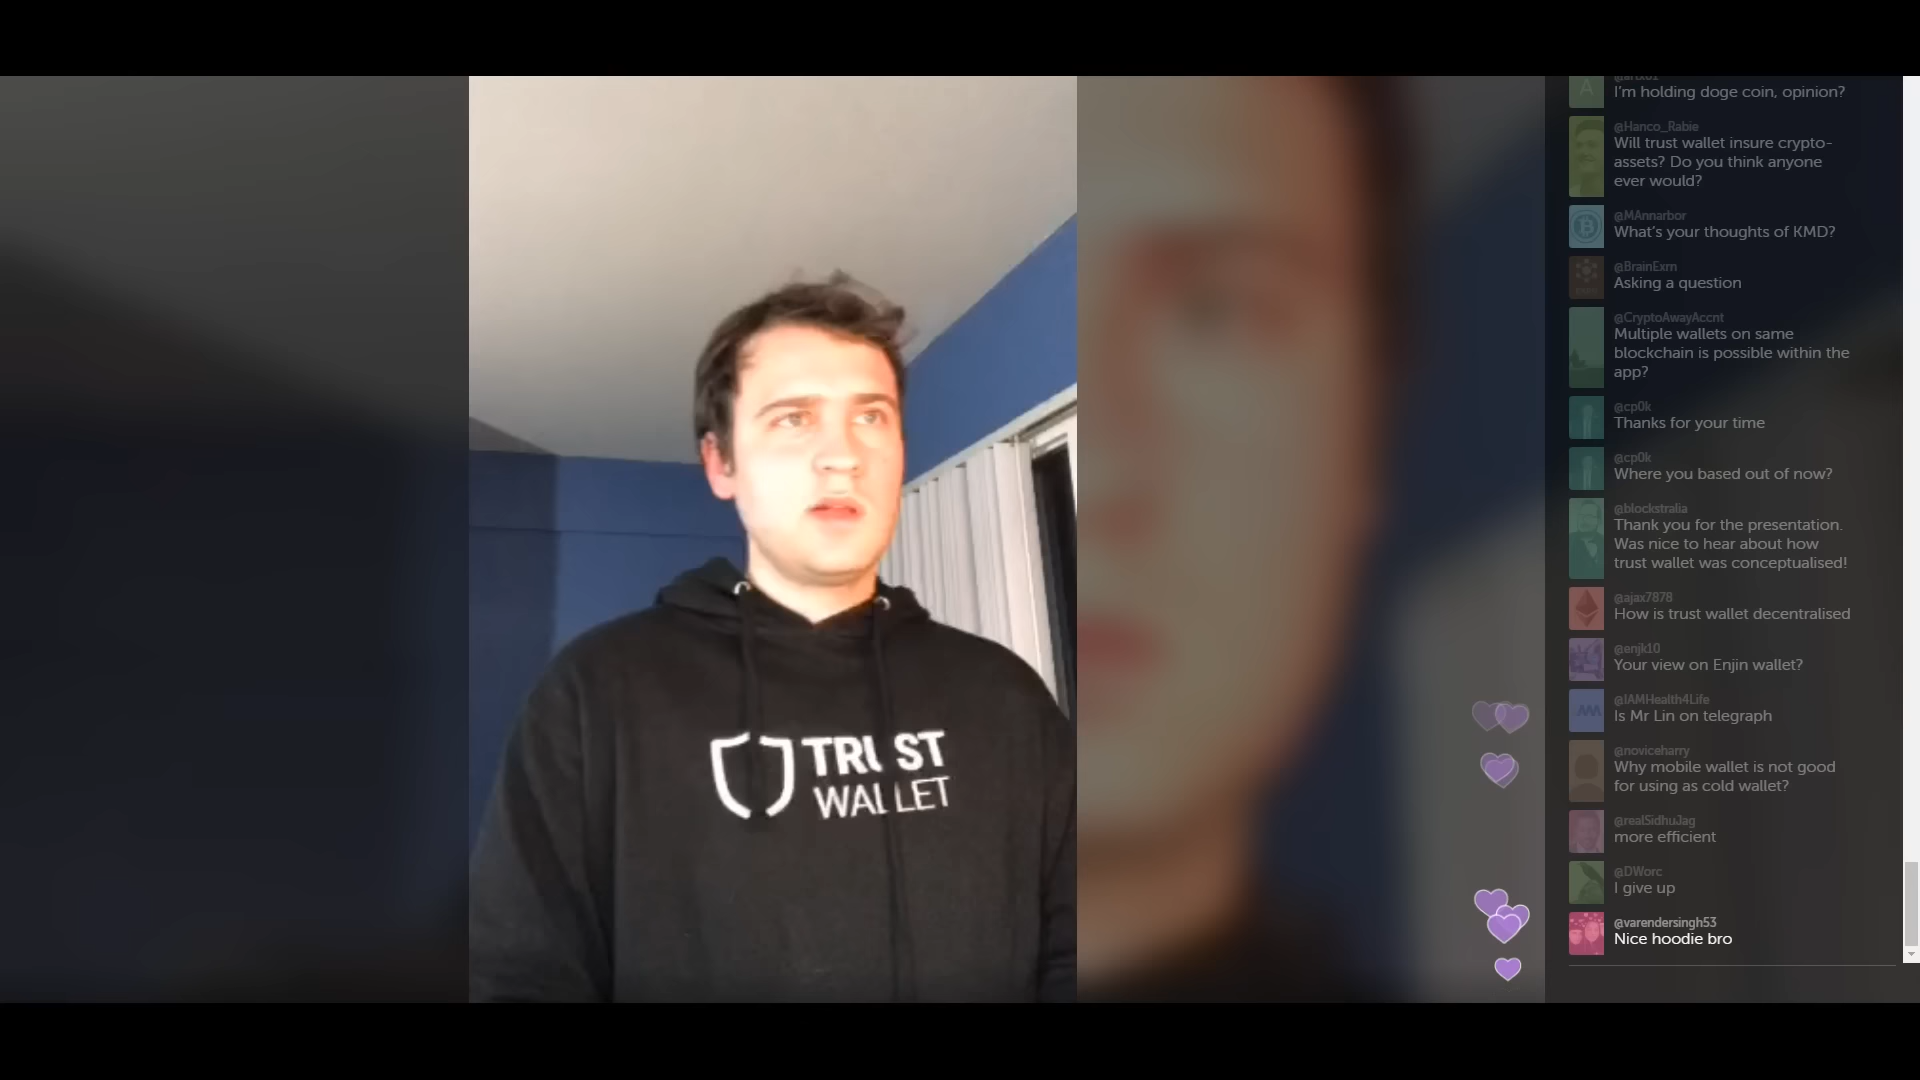 TRUST
WALLET
I'm holding doge coin, opinion?
@Hanco_Rabie
Will trust wallet insure crypto-
assets? Do you think anyone
ever would?
@MAnnarbor
What's your thoughts of KMD?
@BrainExrn
Asking a question
@CryptoAwayAccnt
Multiple wallets on same
blockchain is possible within the
app?
@cp0k
Thanks for your time
@cp0k
Where you based out of now?
@blockstralia
Thank you for the presentation.
Was nice to hear about how
trust wallet was conceptualised!
@ajax7878
How is trust wallet decentralised
@enjk10
Your view on Enjin wallet?
@IAMHealth4Life
Is Mr Lin on telegraph
@noviceharry
Why mobile wallet is not good
for using as cold wallet?
@realSidhuJag
more efficient
@DWorc
I give up
@varendersingh53
Nice hoodie bro